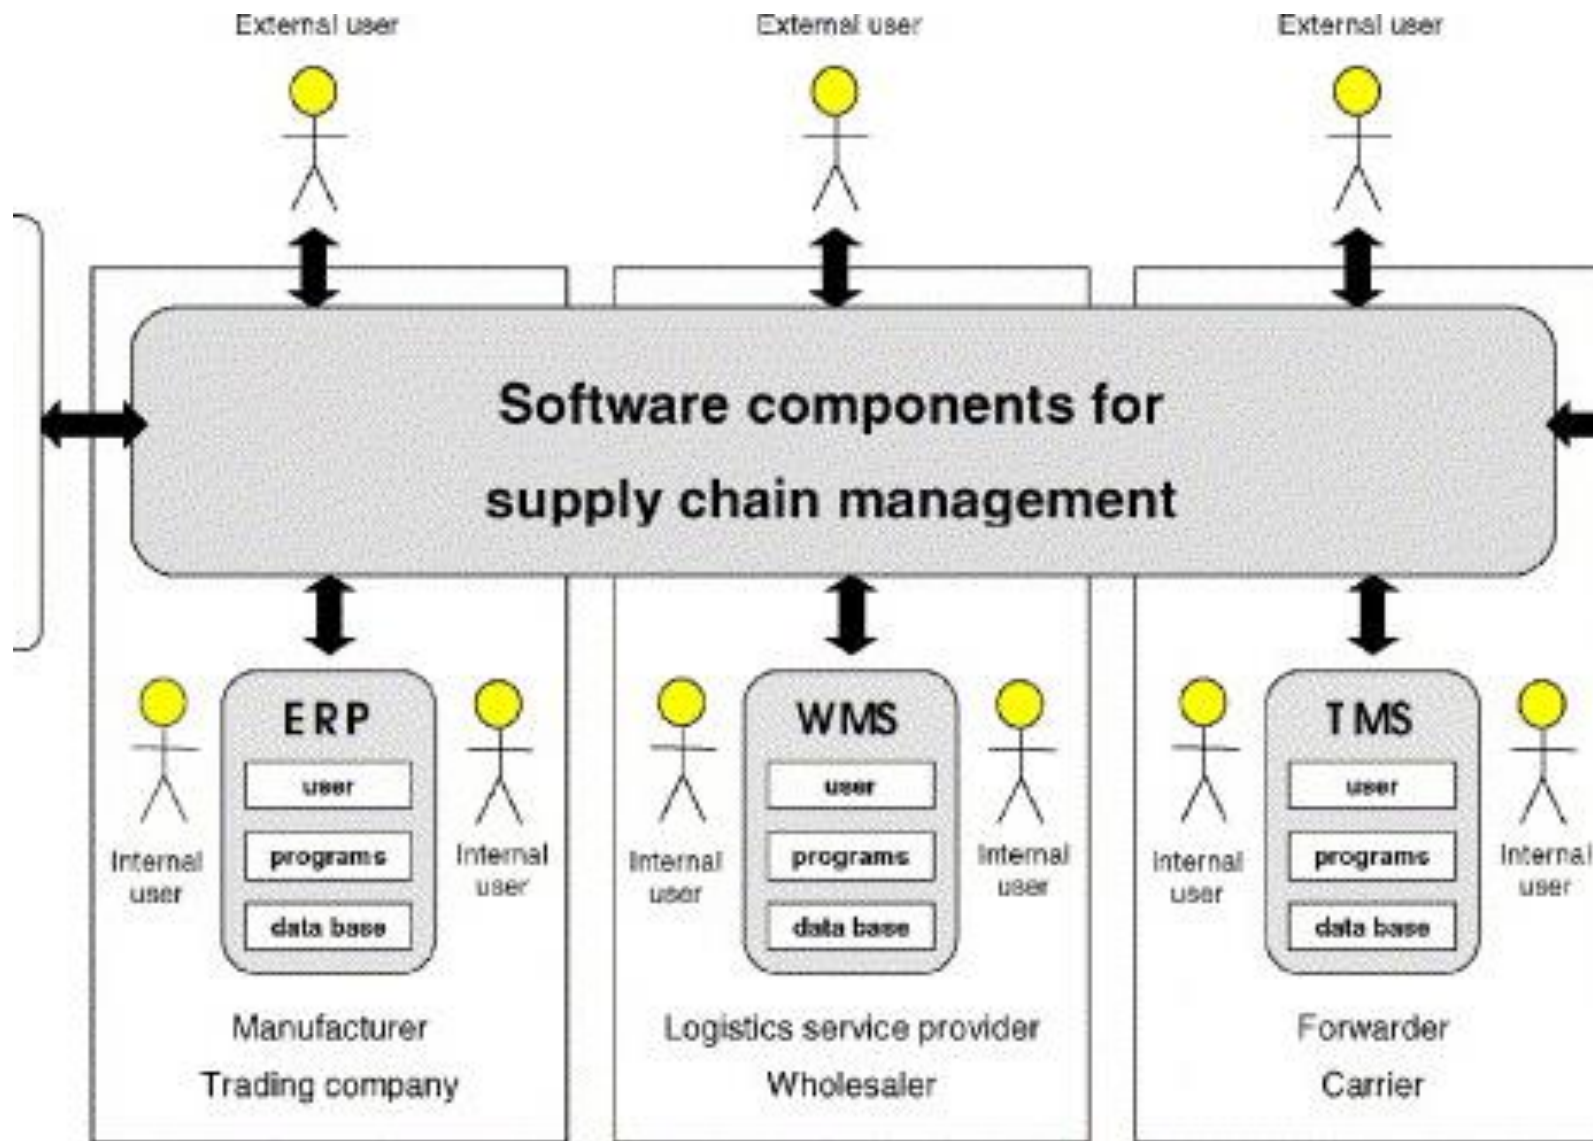 External user
External user
External user
Software components for
supply chain management
ERP
user
programs
data base
Internal
user
Internal
user
Manufacturer
Trading company
WMS
user
programs
data base
Internal
user
Internal
user
Logistics service provider
Wholesaler
TMS
user
programs
data base
Internal
user
Internal
user
Forwarder
Carrier